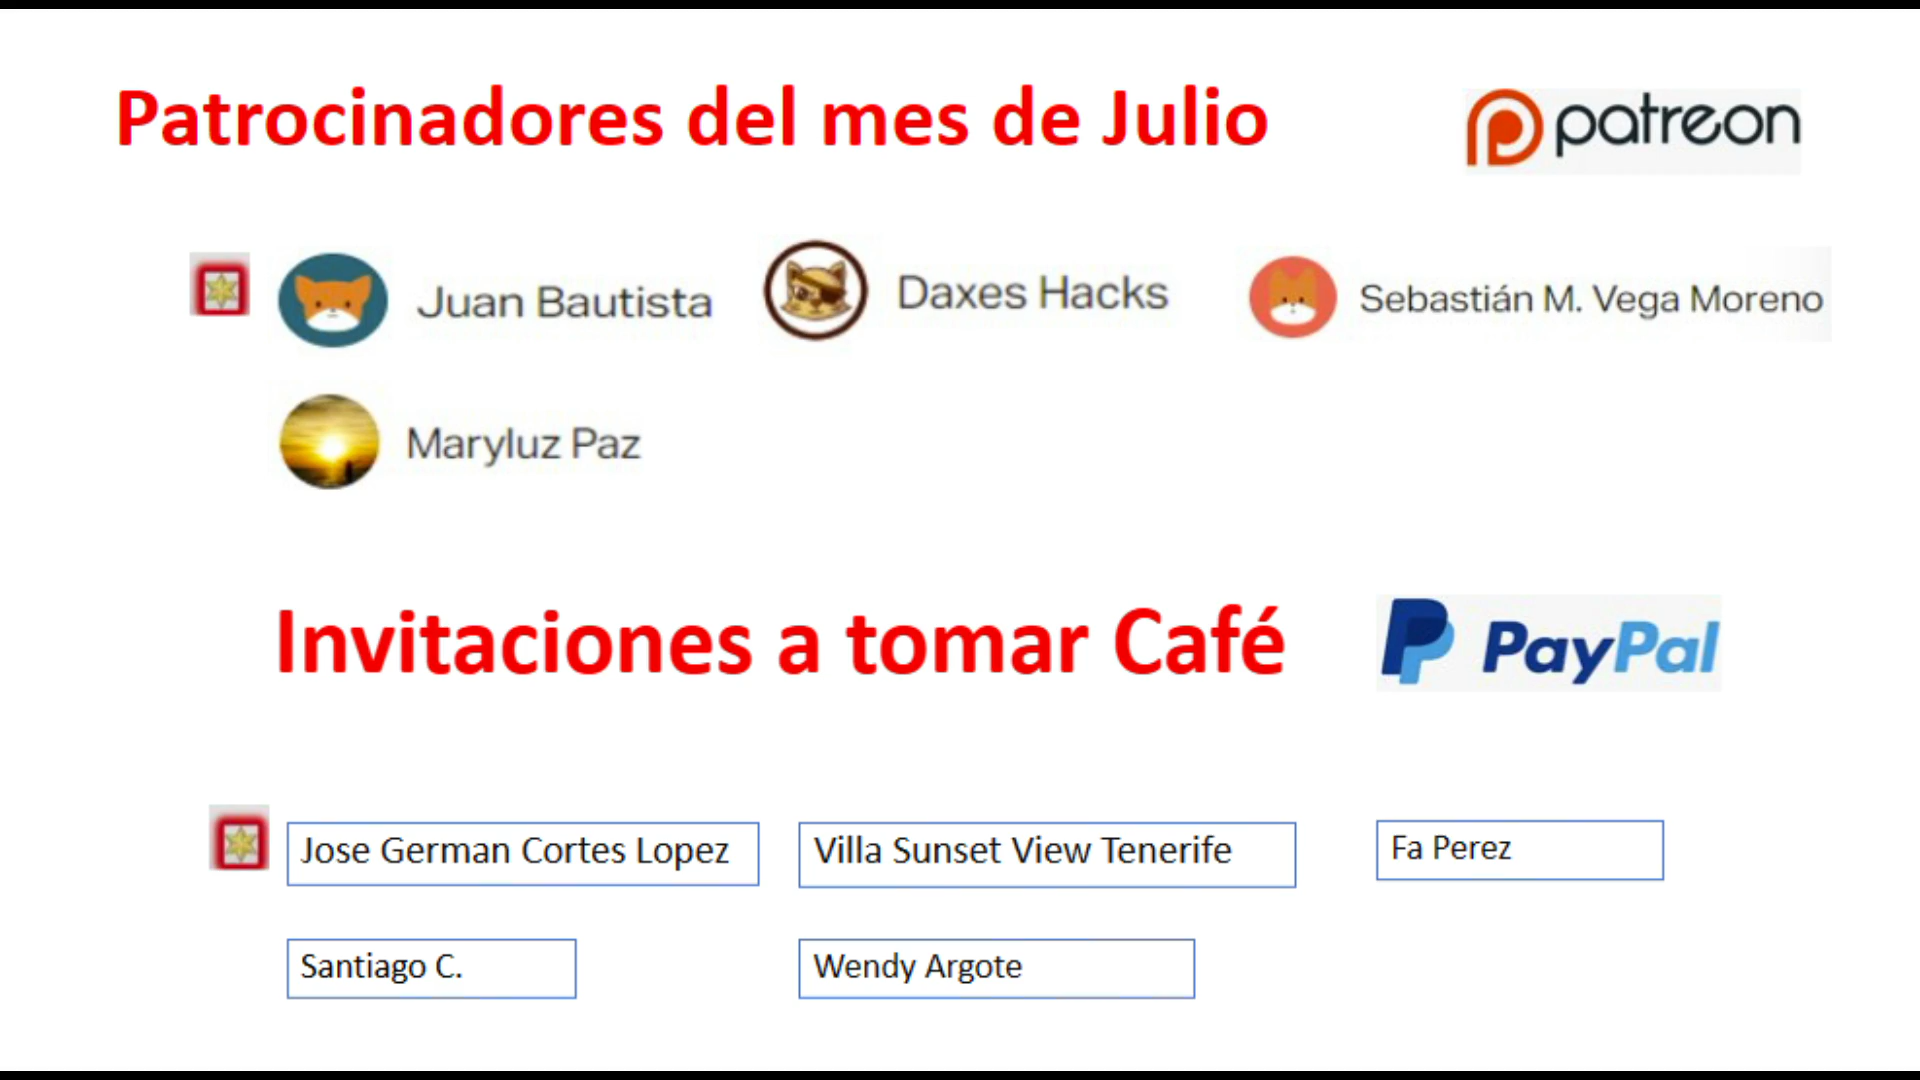 Patrocinadores del mes de Julio
patreon
Juan Bautista
Daxes Hacks
Sebastián M. Vega Moreno
Maryluz Paz
Invitaciones a tomar Café
PayPal
Jose German Cortes Lopez
Villa Sunset View Tenerife
Fa Perez
Santiago C.
Wendy Argote